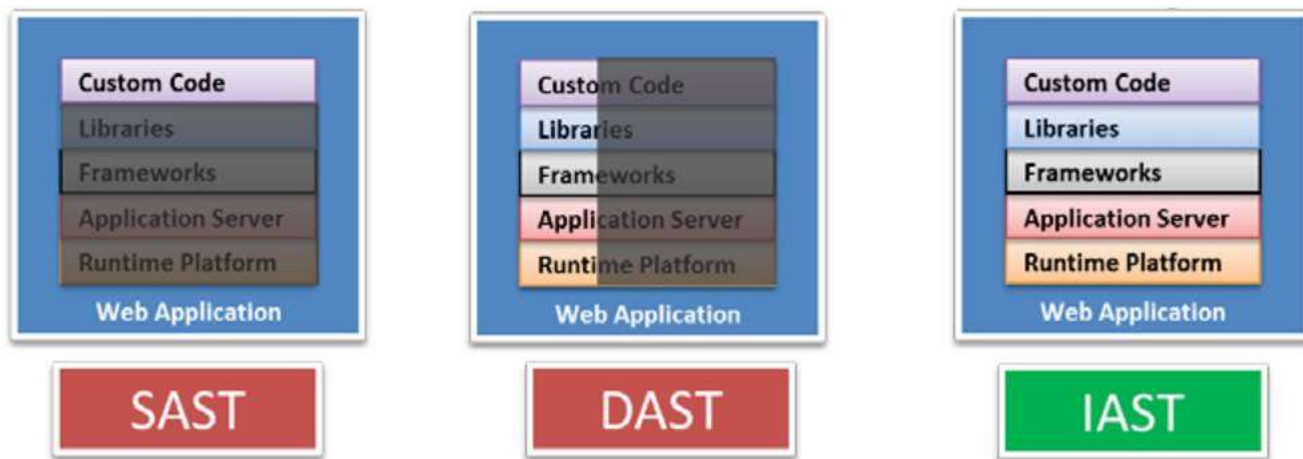 Custom Code
Libraries
Frameworks
Application Server
Runtime Platform
Web Application
SAST
Custom Code
Libraries
Frameworks
Application Server
Runtime Platform
Web Application
DAST
Custom Code
Libraries
Frameworks
Application Server
Runtime Platform
Web Application
IAST